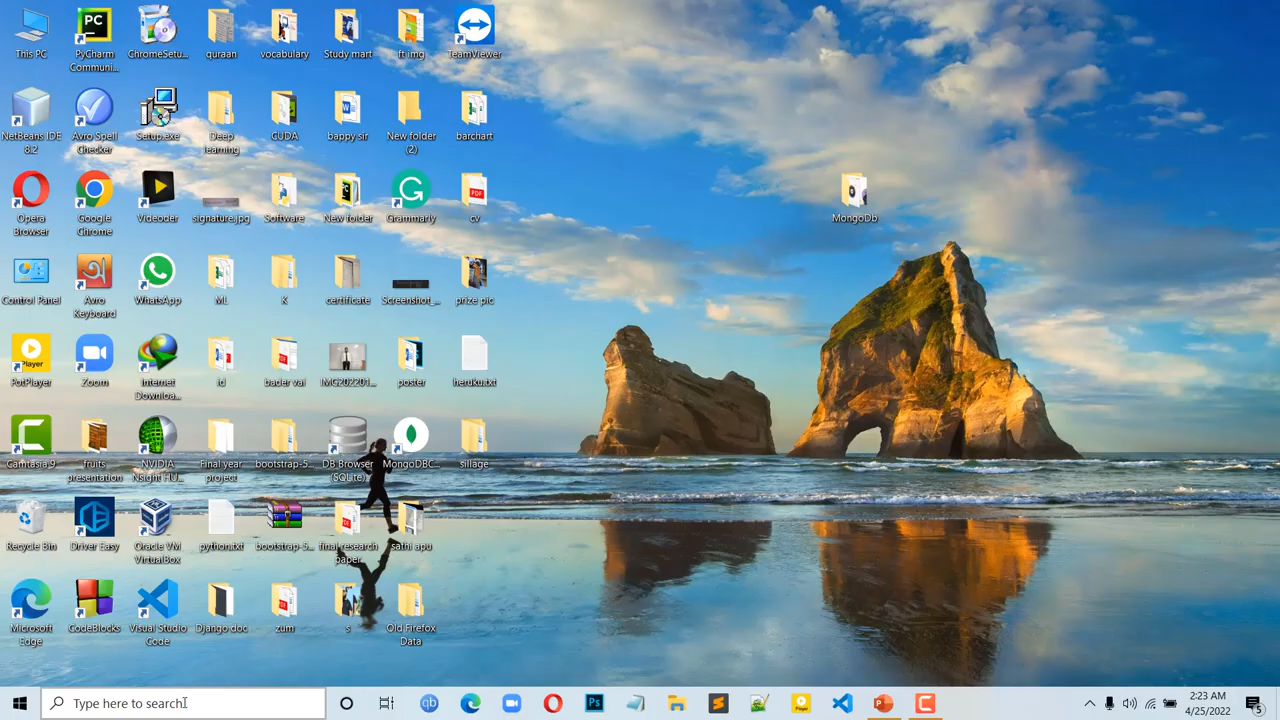 This PC
PyCharm
Communi...
ChromeSetu...
quraan
vocabulary
Study mart
ft img
TeamViewer
NetBeans IDE
8.2
Avro Spell
Checker
Setup.exe
Deep
learning
CUDA
bappy sir
New folder
(2)
barchart
Opera
Browser
Google
Chrome
Videoder
signature.jpg
Software
New folder
Grammarly
cv
MongoDb
Control Panel
Avro
Keyboard
WhatsApp
ML
K
certificate
Screenshot_...
prize pic
PotPlayer
Zoom
Internet
Downloa...
id
bader vai
IMG202201...
poster
heruku.txt
Camtasia 9
fruits
presentation
NVIDIA
Nsight HU...
Final year
project
bootstrap-5...
DB Browser
(SQLite)
MongoDBC...
sillage
Recycle Bin
Driver Easy
Oracle VM
VirtualBox
python.txt
bootstrap-5...
final research
paper
sathi apu
Microsoft
Edge
CodeBlocks
Visual Studio
Code
Django doc
zum
s
Old Firefox
Data
Type here to search
2:23 AM
4/25/2022
5